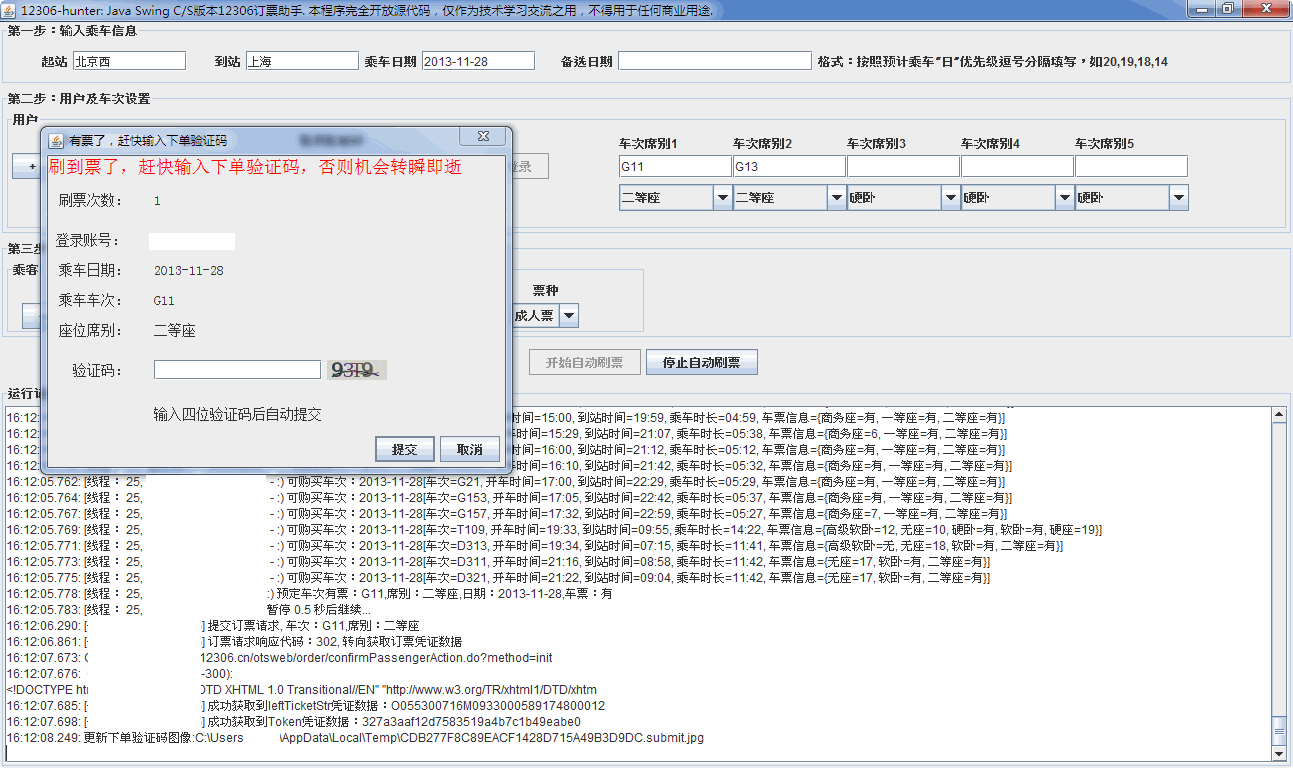 12306-hunter: Java Swing C/S版本12306订票助手. 本程序完全开放源代码，仅作为技术学习交流之用，不得用于任何商业用途.
第一步：输入乘车信息
起站 北京西 到站 上海 乘车日期 2013-11-28 备送日期 格式：按照预计乘车"日"优先级逗号分隔填写，如20,19,18,14
第二步：用户及车次设置
用户
有票了，赶快输入下单验证码
车次席别1 车次席别2 车次席别3 车次席别4 车次席别5
刷到票了，赶快输入下单验证码，否则机会转瞬即逝
+ 登录 G11 G13
刷票次数： 1
二等座 二等座 硬卧 硬卧 硬卧
登录账号：
第三步
乘车日期： 2013-11-28
乘客
票种
乘车车次： G11
成人票
座位席别： 二等座
验证码： 93T9
开始自动刷票 停止自动刷票
运行
输入四位验证码后自动提交
提交 取消
16:12: 时间=15:00, 到站时间=19:59, 乘车时长=04:59, 车票信息={商务座=有, 一等座=有, 二等座=有}]
16:12: 时间=15:29, 到站时间=21:07, 乘车时长=05:38, 车票信息={商务座=6, 一等座=有, 二等座=有}]
16:12: 时间=16:00, 到站时间=21:12, 乘车时长=05:12, 车票信息={商务座=有, 一等座=有, 二等座=有}]
16:12: 时间=16:10, 到站时间=21:42, 乘车时长=05:32, 车票信息={商务座=有, 一等座=有, 二等座=有}]
16:12:05.762: [线程： 25, - :) 可购买车次：2013-11-28[车次=G21, 开车时间=17:00, 到站时间=22:29, 乘车时长=05:29, 车票信息={商务座=有, 一等座=有, 二等座=有}]
16:12:05.764: [线程： 25, - :) 可购买车次：2013-11-28[车次=G153, 开车时间=17:05, 到站时间=22:42, 乘车时长=05:37, 车票信息={商务座=有, 一等座=有, 二等座=有}]
16:12:05.767: [线程： 25, - :) 可购买车次：2013-11-28[车次=G157, 开车时间=17:32, 到站时间=22:59, 乘车时长=05:27, 车票信息={商务座=7, 一等座=有, 二等座=有}]
16:12:05.769: [线程： 25, - :) 可购买车次：2013-11-28[车次=T109, 开车时间=19:33, 到站时间=09:55, 乘车时长=14:22, 车票信息={高级软卧=12, 无座=10, 硬卧=有, 软卧=有, 硬座=19}]
16:12:05.771: [线程： 25, - :) 可购买车次：2013-11-28[车次=D313, 开车时间=19:34, 到站时间=07:15, 乘车时长=11:41, 车票信息={高级软卧=无, 无座=18, 软卧=有, 二等座=有}]
16:12:05.773: [线程： 25, - :) 可购买车次：2013-11-28[车次=D311, 开车时间=21:16, 到站时间=08:58, 乘车时长=11:42, 车票信息={无座=17, 软卧=有, 二等座=有}]
16:12:05.775: [线程： 25, - :) 可购买车次：2013-11-28[车次=D321, 开车时间=21:22, 到站时间=09:04, 乘车时长=11:42, 车票信息={无座=17, 软卧=有, 二等座=有}]
16:12:05.778: [线程： 25, :) 预定车次有票：G11,席别：二等座,日期：2013-11-28,车票：有
16:12:05.783: [线程： 25, 暂停 0.5 秒后继续...
16:12:06.290: [ ] 提交订票请求, 车次：G11,席别：二等座
16:12:06.861: [ ] 订票请求响应代码：302, 转向获取订票凭证数据
16:12:07.673: 12306.cn/otsweb/order/confirmPassengerAction.do?method=init
16:12:07.676: -300):
<!DOCTYPE ht DTD XHTML 1.0 Transitional//EN" "http://www.w3.org/TR/xhtml1/DTD/xhtm
16:12:07.685: [ ] 成功获取到leftTicketStr凭证数据：O055300716M0933000589174800012
16:12:07.698: [ ] 成功获取到Token凭证数据：327a3aaf12d7583519a4b7c1b49eabe0
16:12:08.249: 更新下单验证码图像:C:\Users \AppData\Local\Temp\CDB277F8C89EACF1428D715A49B3D9DC.submit.jpg